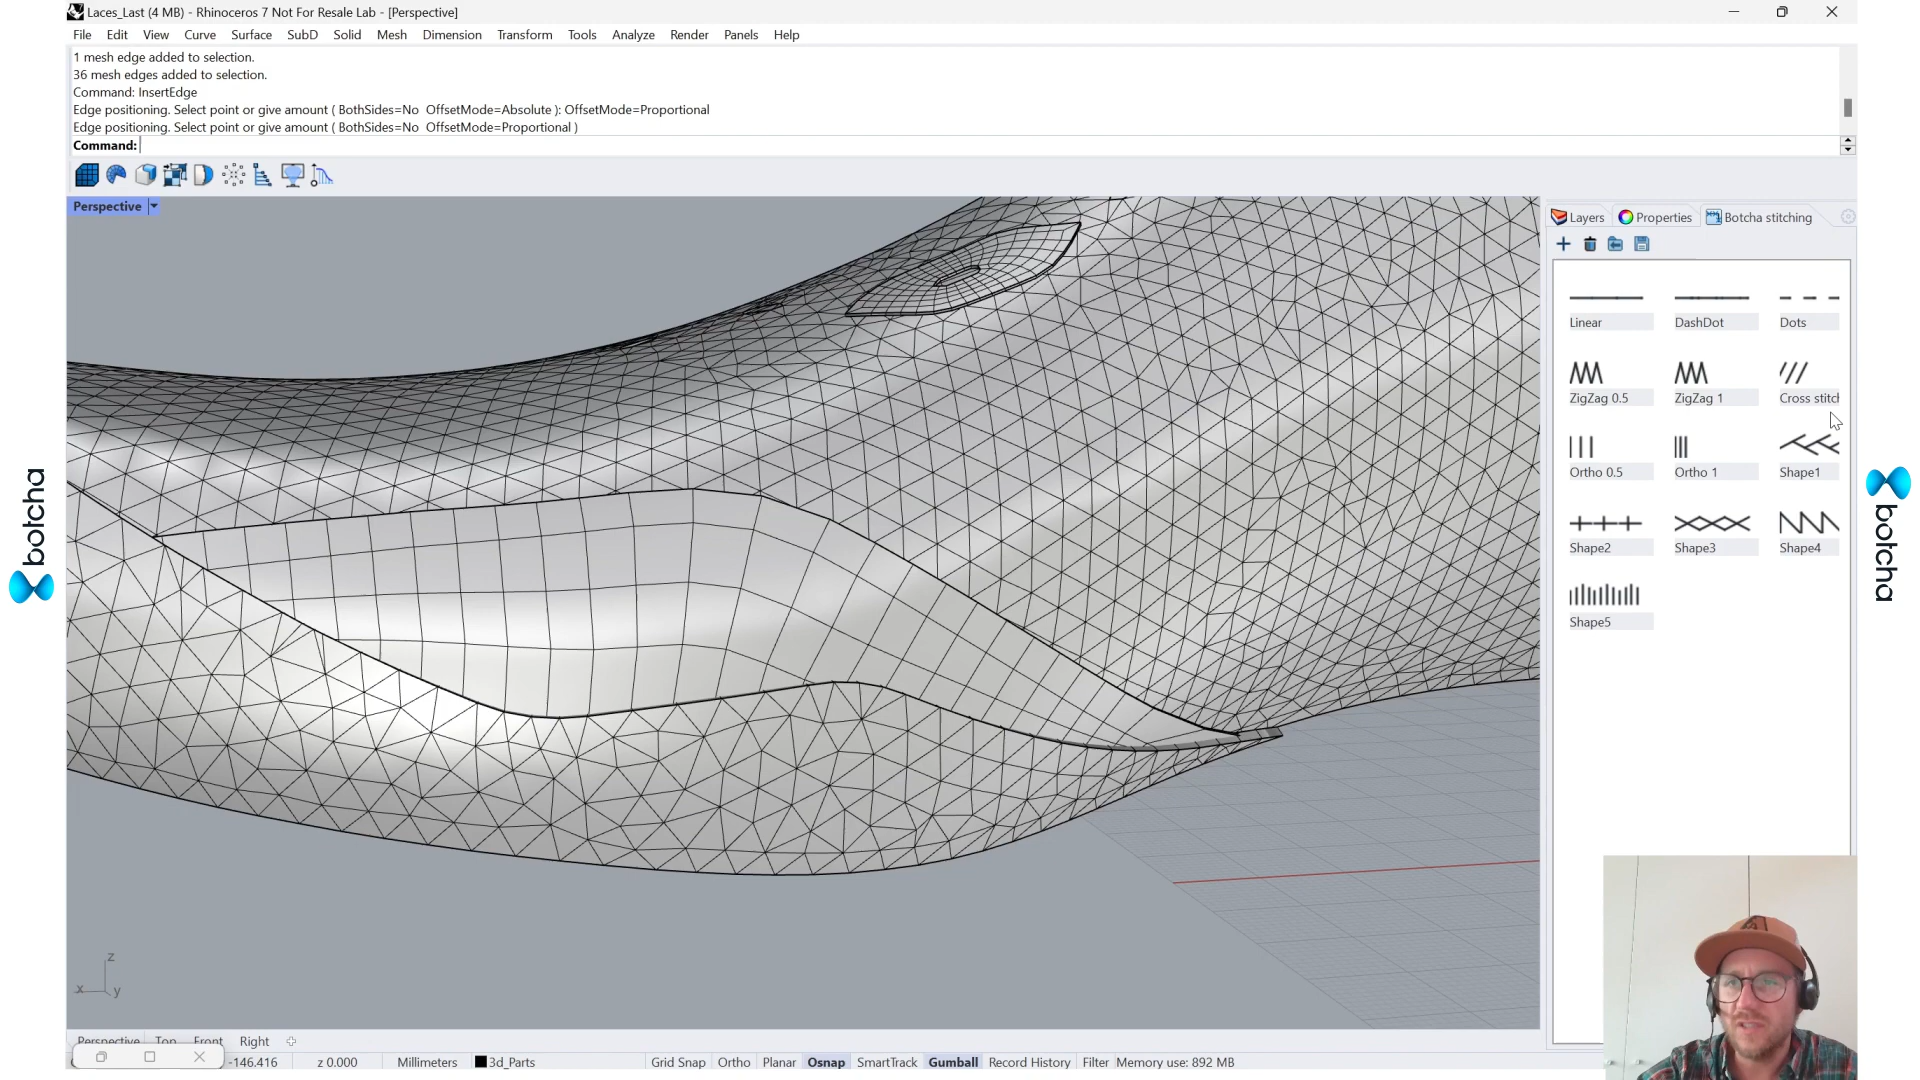 Laces_Last (4 MB) - Rhinoceros 7 Not For Resale Lab - [Perspective]
File Edit View Curve Surface SubD Solid Mesh Dimension Transform Tools Analyze Render Panels Help
1 mesh edge added to selection.
36 mesh edges added to selection.
Command: InsertEdge
Edge positioning. Select point or give amount ( BothSides=No OffsetMode=Absolute ): OffsetMode=Proportional
Edge positioning. Select point or give amount ( BothSides=No OffsetMode=Proportional )
Command:
Perspective
Layers Properties Botcha stitching
Linear DashDot Dots
ZigZag 0.5 ZigZag 1 Cross stitch
Ortho 0.5 Ortho 1 Shape1
Shape2 Shape3 Shape4
Shape5
botcha
botcha
z
x y
Perspective Top Front Right
-146.416 z 0.000 Millimeters 3d_Parts Grid Snap Ortho Planar Osnap SmartTrack Gumball Record History Filter Memory use: 892 MB